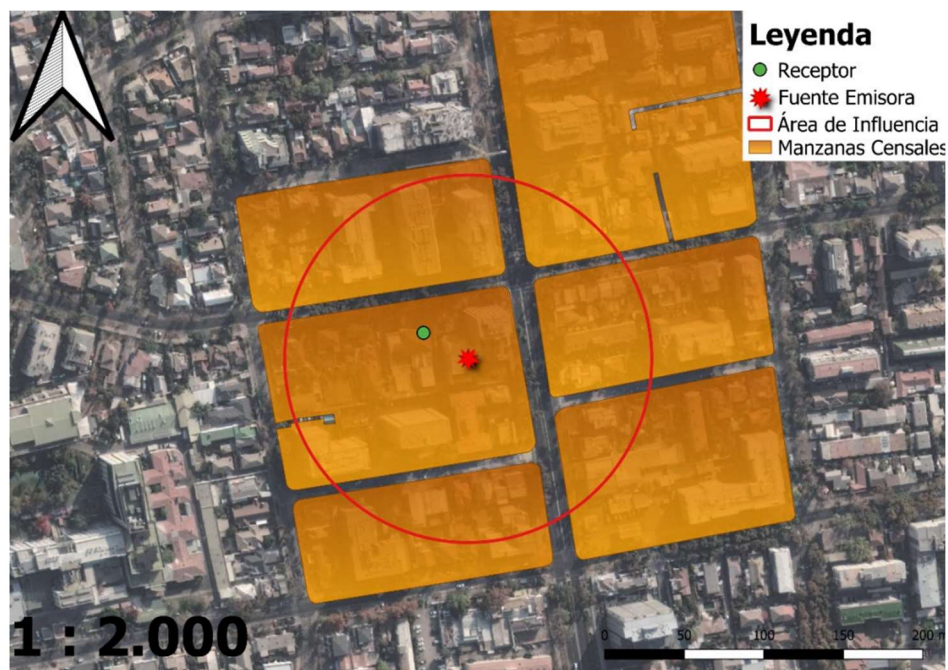 Leyenda
Receptor
Fuente Emisora
Área de Influencia
Manzanas Censales
1 : 2.000
0 50 100 150 200 m